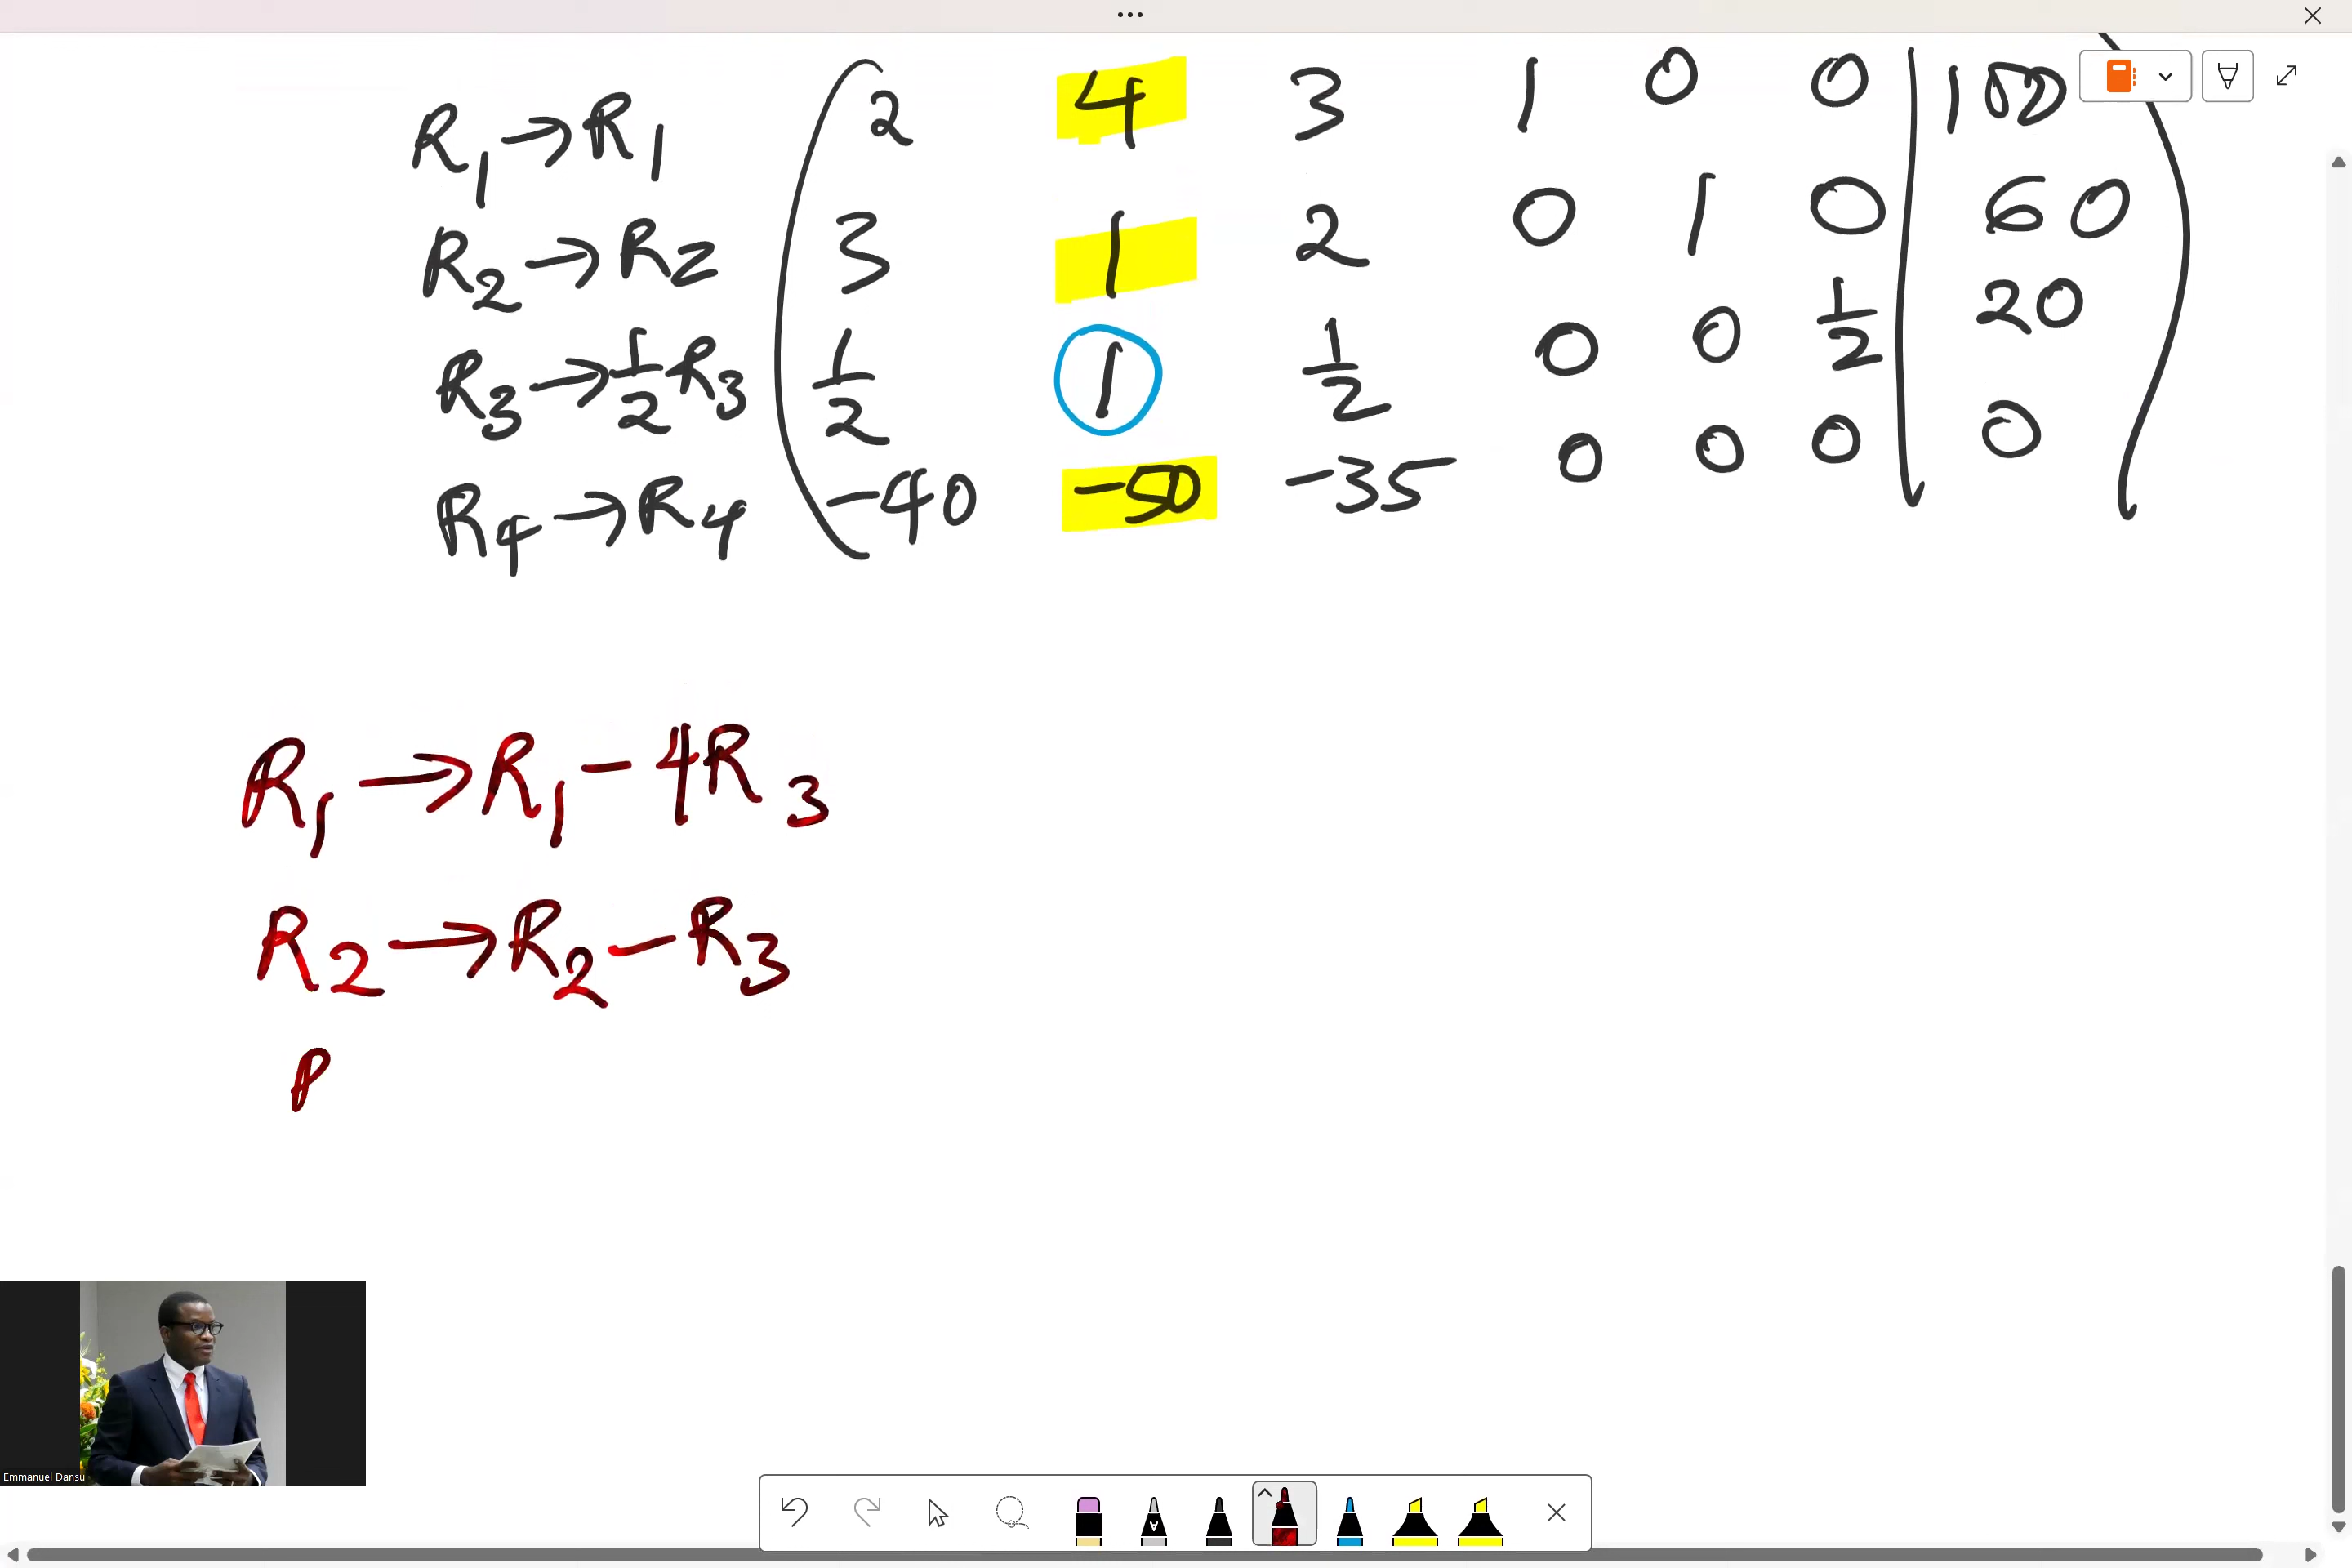 R1 → R1 2 4 3 1 0 0 100
R2 → R2 3 1 2 0 1 0 60
R3 → 1/2 R3 1/2 1 1/2 0 0 1/2 20
R4 → R4 -40 -50 -35 0 0 0 0
R1 → R1 - 4R3
R2 → R2 - R3
Emmanuel Dansu